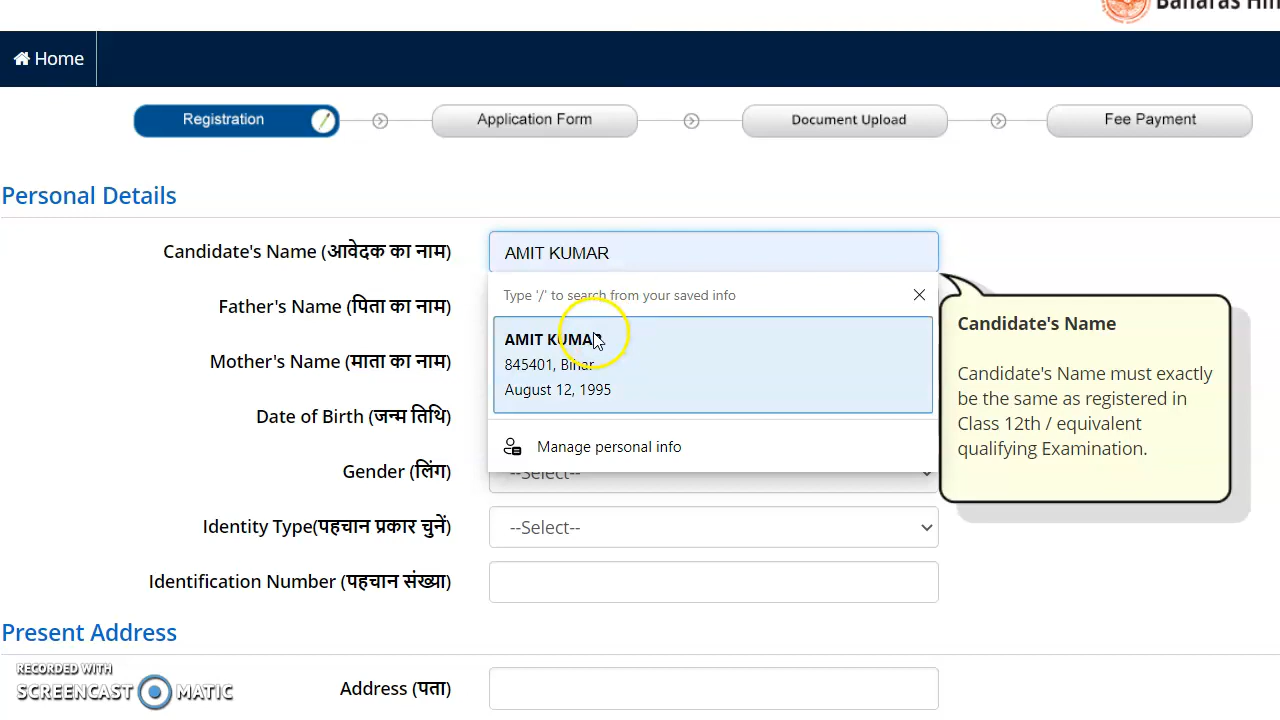 Banaras Hin
Home
Registration
Application Form
Document Upload
Fee Payment
Personal Details
Candidate's Name (आवेदक का नाम)
AMIT KUMAR
Type '/' to search from your saved info
AMIT KUMAR
845401, Bihar
August 12, 1995
Manage personal info
Candidate's Name
Candidate's Name must exactly
be the same as registered in
Class 12th / equivalent
qualifying Examination.
Father's Name (पिता का नाम)
Mother's Name (माता का नाम)
Date of Birth (जन्म तिथि)
Gender (लिंग)
--Select--
Identity Type(पहचान प्रकार चुनें)
--Select--
Identification Number (पहचान संख्या)
Present Address
Address (पता)
RECORDED WITH
SCREENCAST MATIC